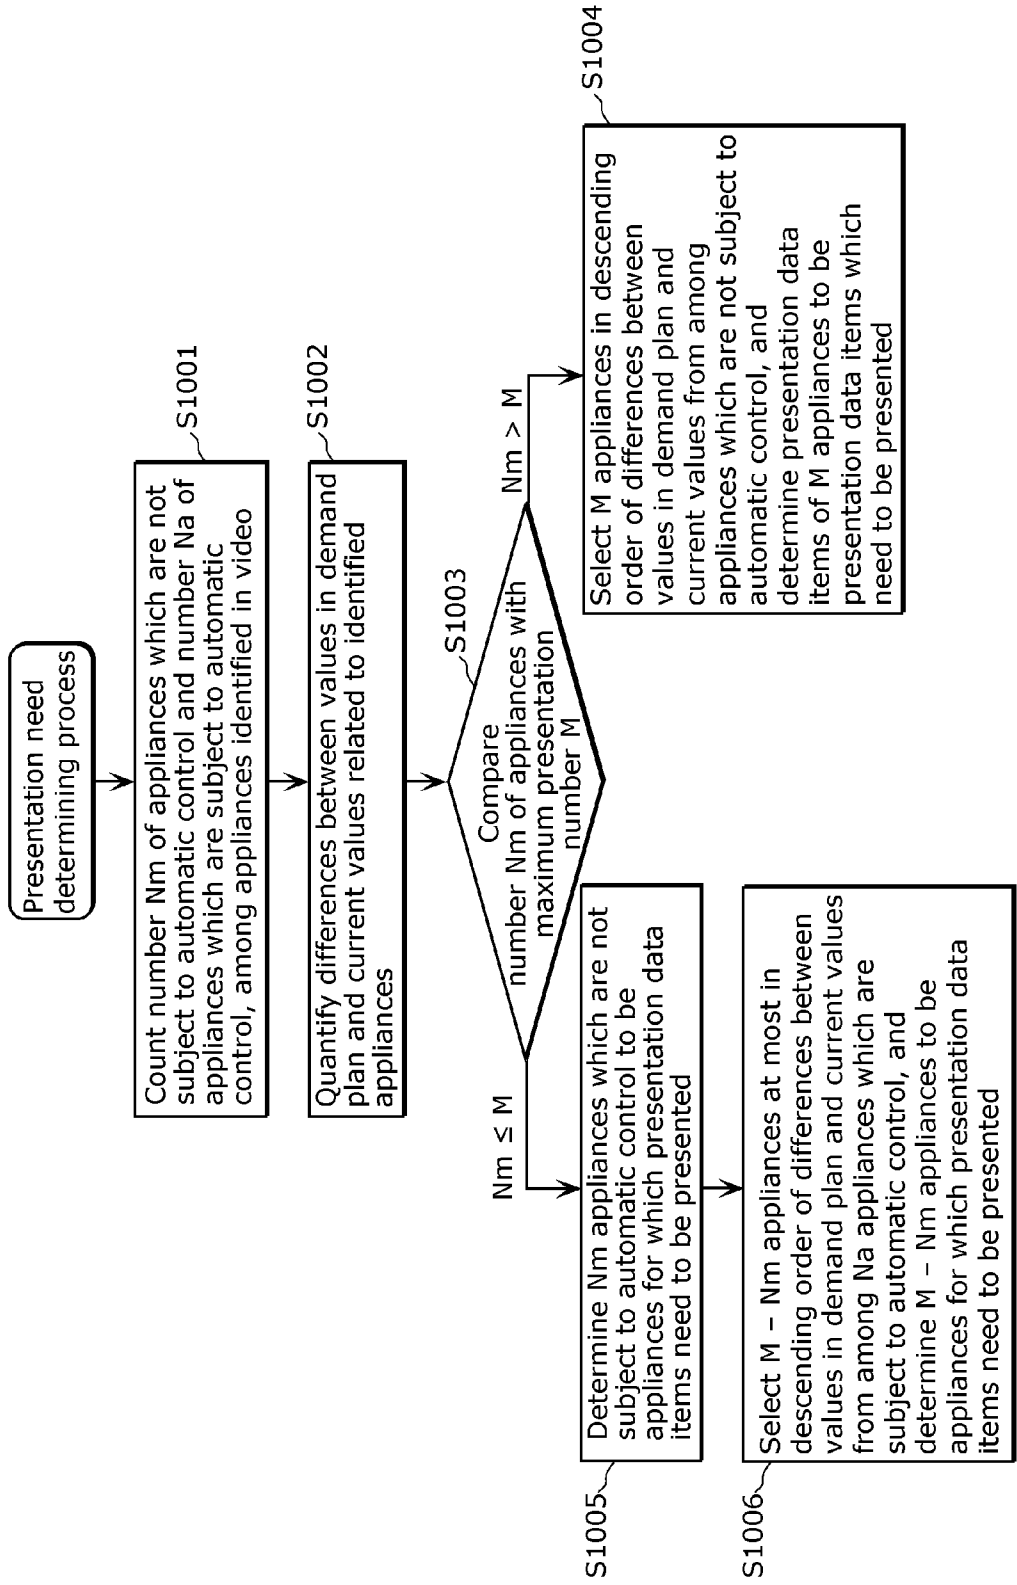 Presentation need
determining process
S1001
Count number Nm of appliances which are not
subject to automatic control and number Na of
appliances which are subject to automatic
control, among appliances identified in video
S1002
Quantify differences between values in demand
plan and current values related to identified
appliances
S1003
Compare
number Nm of appliances with
maximum presentation
number M
Nm ≤ M
Nm > M
S1004
Select M appliances in descending
order of differences between
values in demand plan and
current values from among
appliances which are not subject to
automatic control, and
determine presentation data
items of M appliances to be
presentation data items which
need to be presented
S1005
Determine Nm appliances which are not
subject to automatic control to be
appliances for which presentation data
items need to be presented
S1006
Select M – Nm appliances at most in
descending order of differences between
values in demand plan and current values
from among Na appliances which are
subject to automatic control, and
determine M – Nm appliances to be
appliances for which presentation data
items need to be presented